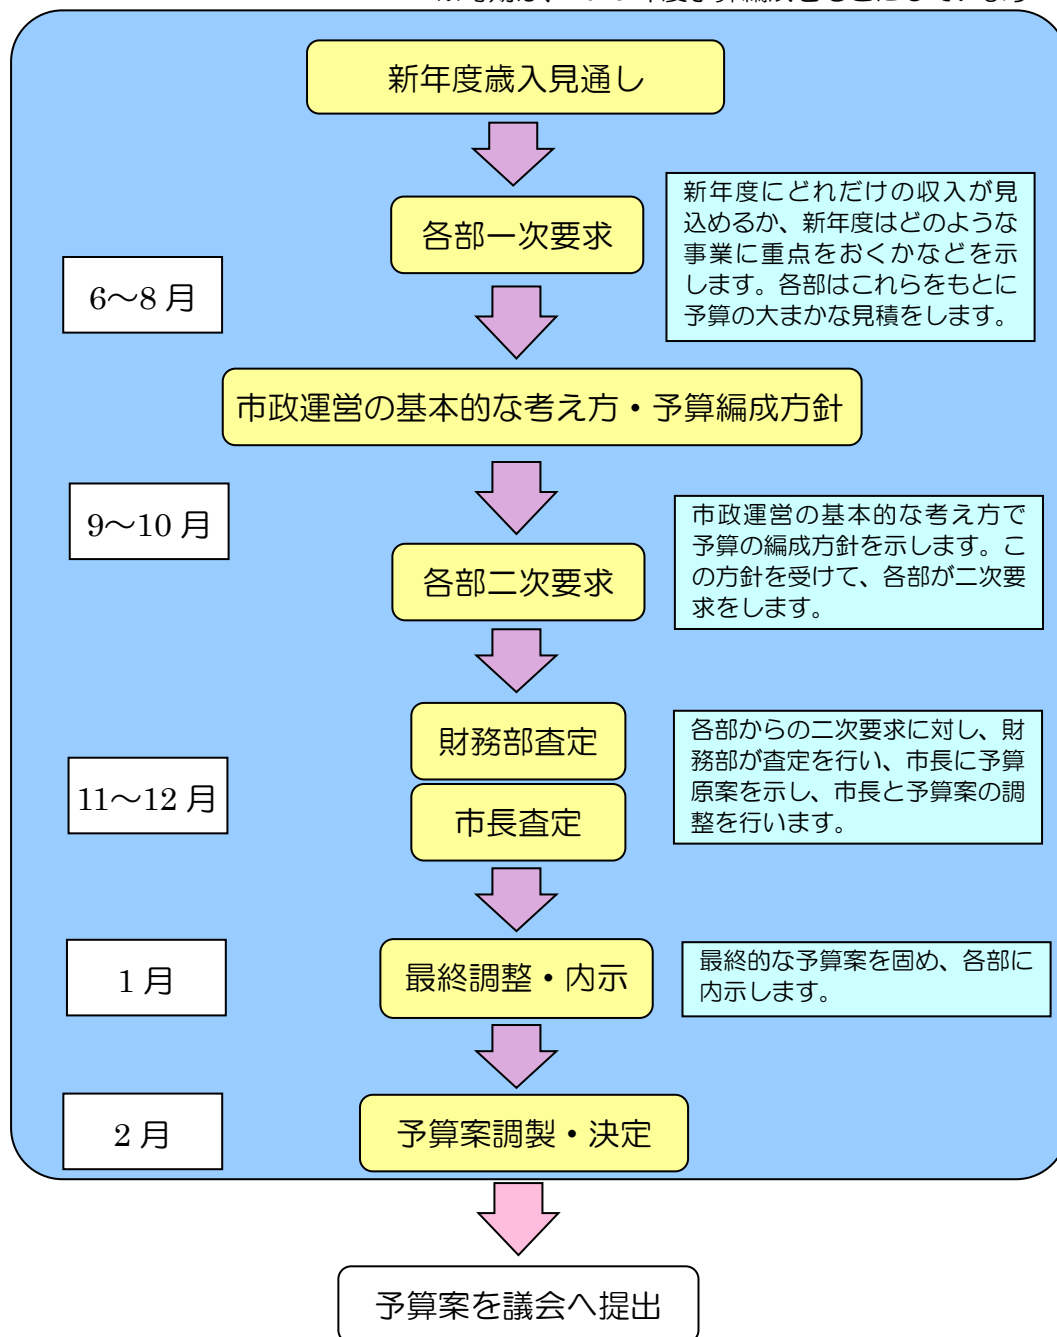 新年度歳入見通し
各部一次要求
新年度にどれだけの収入が見
込めるか、新年度はどのような
事業に重点をおくかなどを示
します。各部はこれらをもとに
予算の大まかな見積をします。
6～8 月
市政運営の基本的な考え方・予算編成方針
9～10 月
市政運営の基本的な考え方で
予算の編成方針を示します。こ
の方針を受けて、各部が二次要
求をします。
各部二次要求
財務部査定
各部からの二次要求に対し、財
務部が査定を行い、市長に予算
原案を示し、市長と予算案の調
整を行います。
11～12 月
市長査定
1 月
最終調整・内示
最終的な予算案を固め、各部に
内示します。
2 月
予算案調製・決定
予算案を議会へ提出